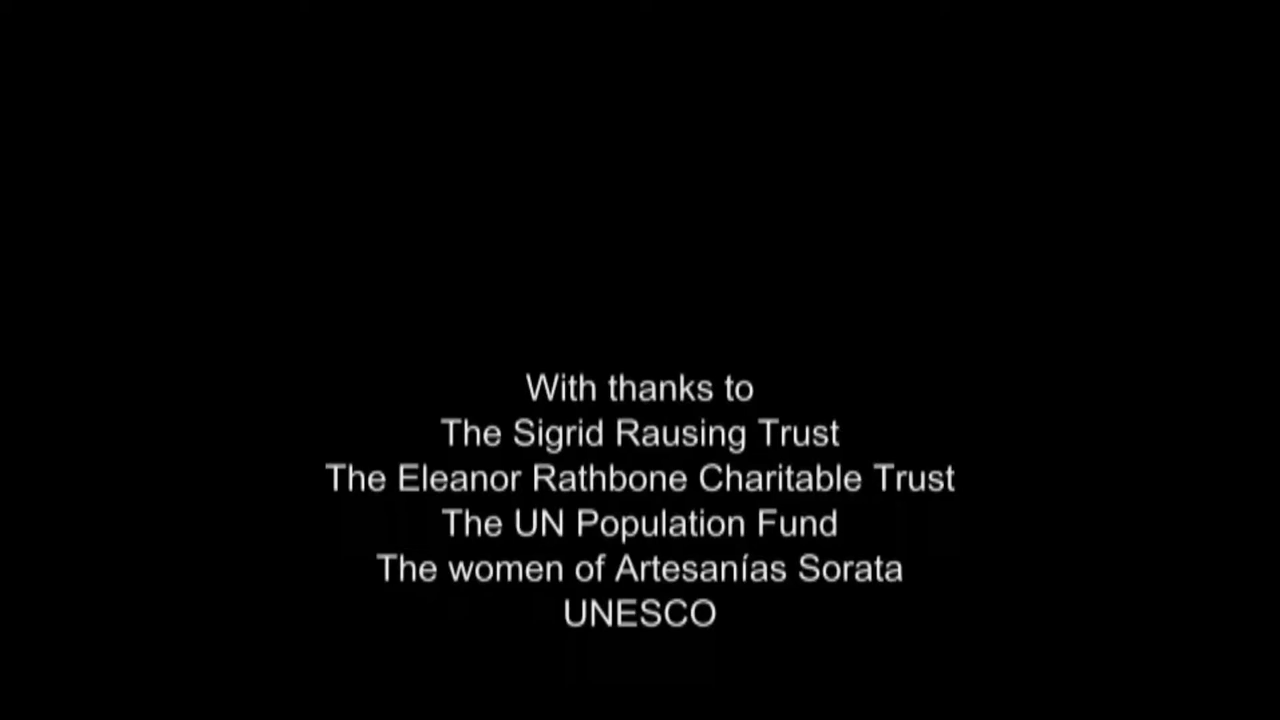 With thanks to
The Sigrid Rausing Trust
The Eleanor Rathbone Charitable Trust
The UN Population Fund
The women of Artesanías Sorata
UNESCO